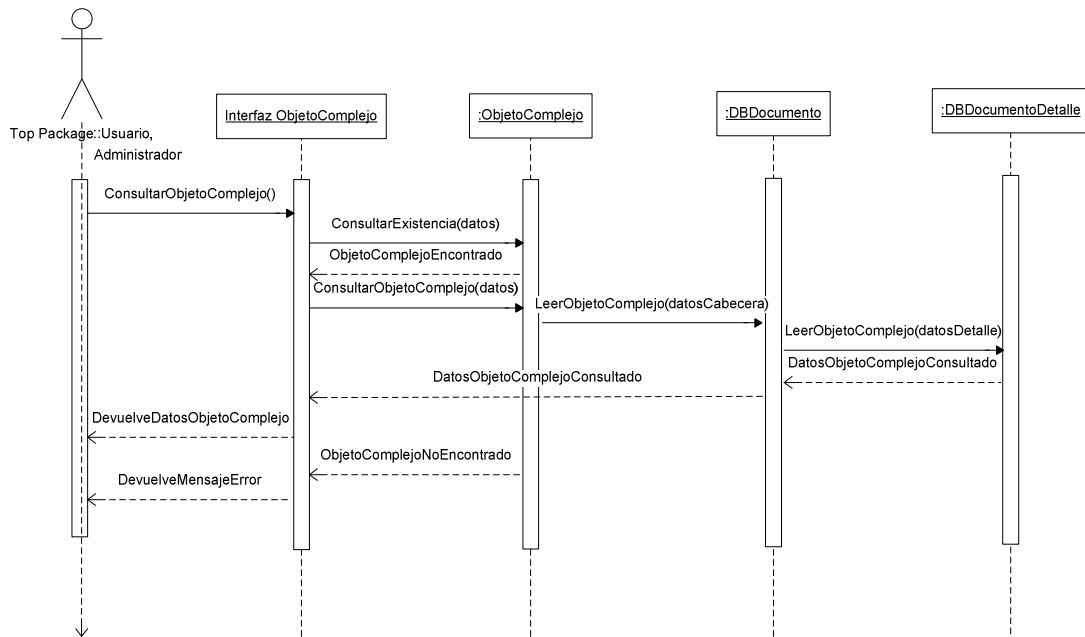 Top Package::Usuario,
Administrador
Interfaz ObjetoComplejo
:ObjetoComplejo
:DBDocumento
:DBDocumentoDetalle
ConsultarObjetoComplejo()
ConsultarExistencia(datos)
ObjetoComplejoEncontrado
ConsultarObjetoComplejo(datos)
LeerObjetoComplejo(datosCabecera)
LeerObjetoComplejo(datosDetalle)
DatosObjetoComplejoConsultado
DatosObjetoComplejoConsultado
DevuelveDatosObjetoComplejo
ObjetoComplejoNoEncontrado
DevuelveMensajeError